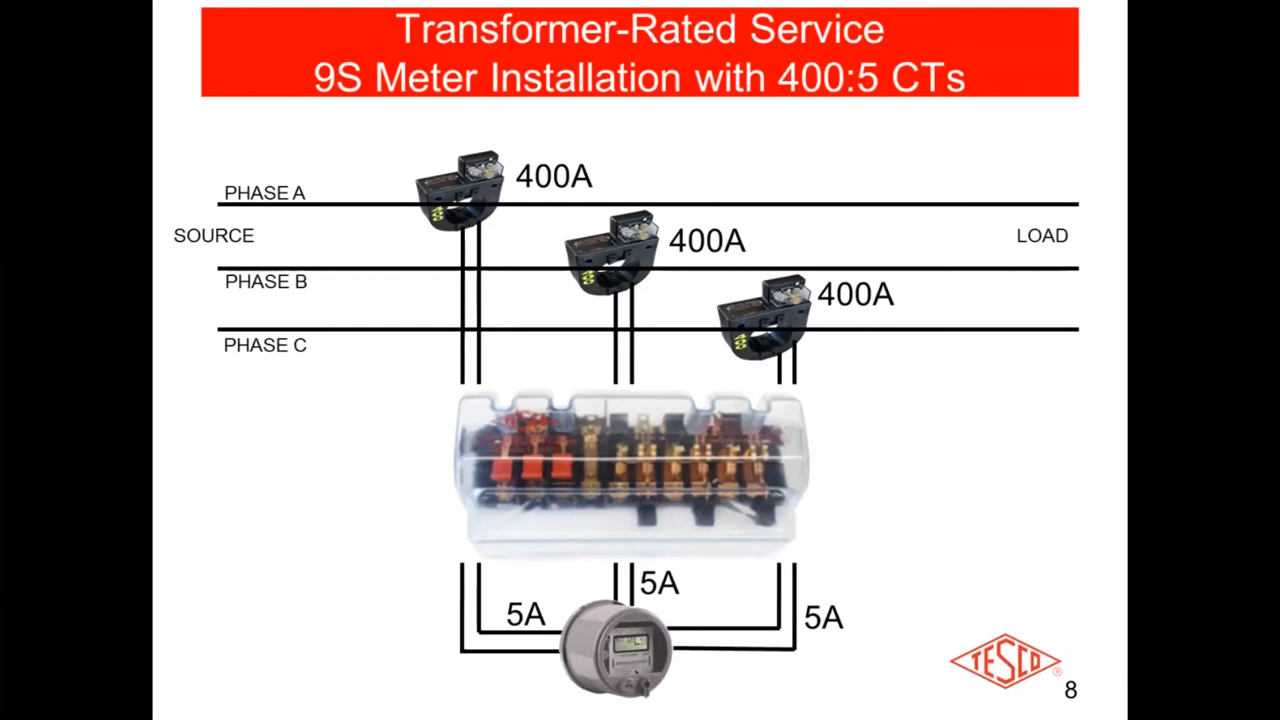 Transformer-Rated Service
9S Meter Installation with 400:5 CTs
400A
PHASE A
SOURCE
400A
LOAD
PHASE B
400A
PHASE C
TESCO
5A
5A
5A
TESCO®
8